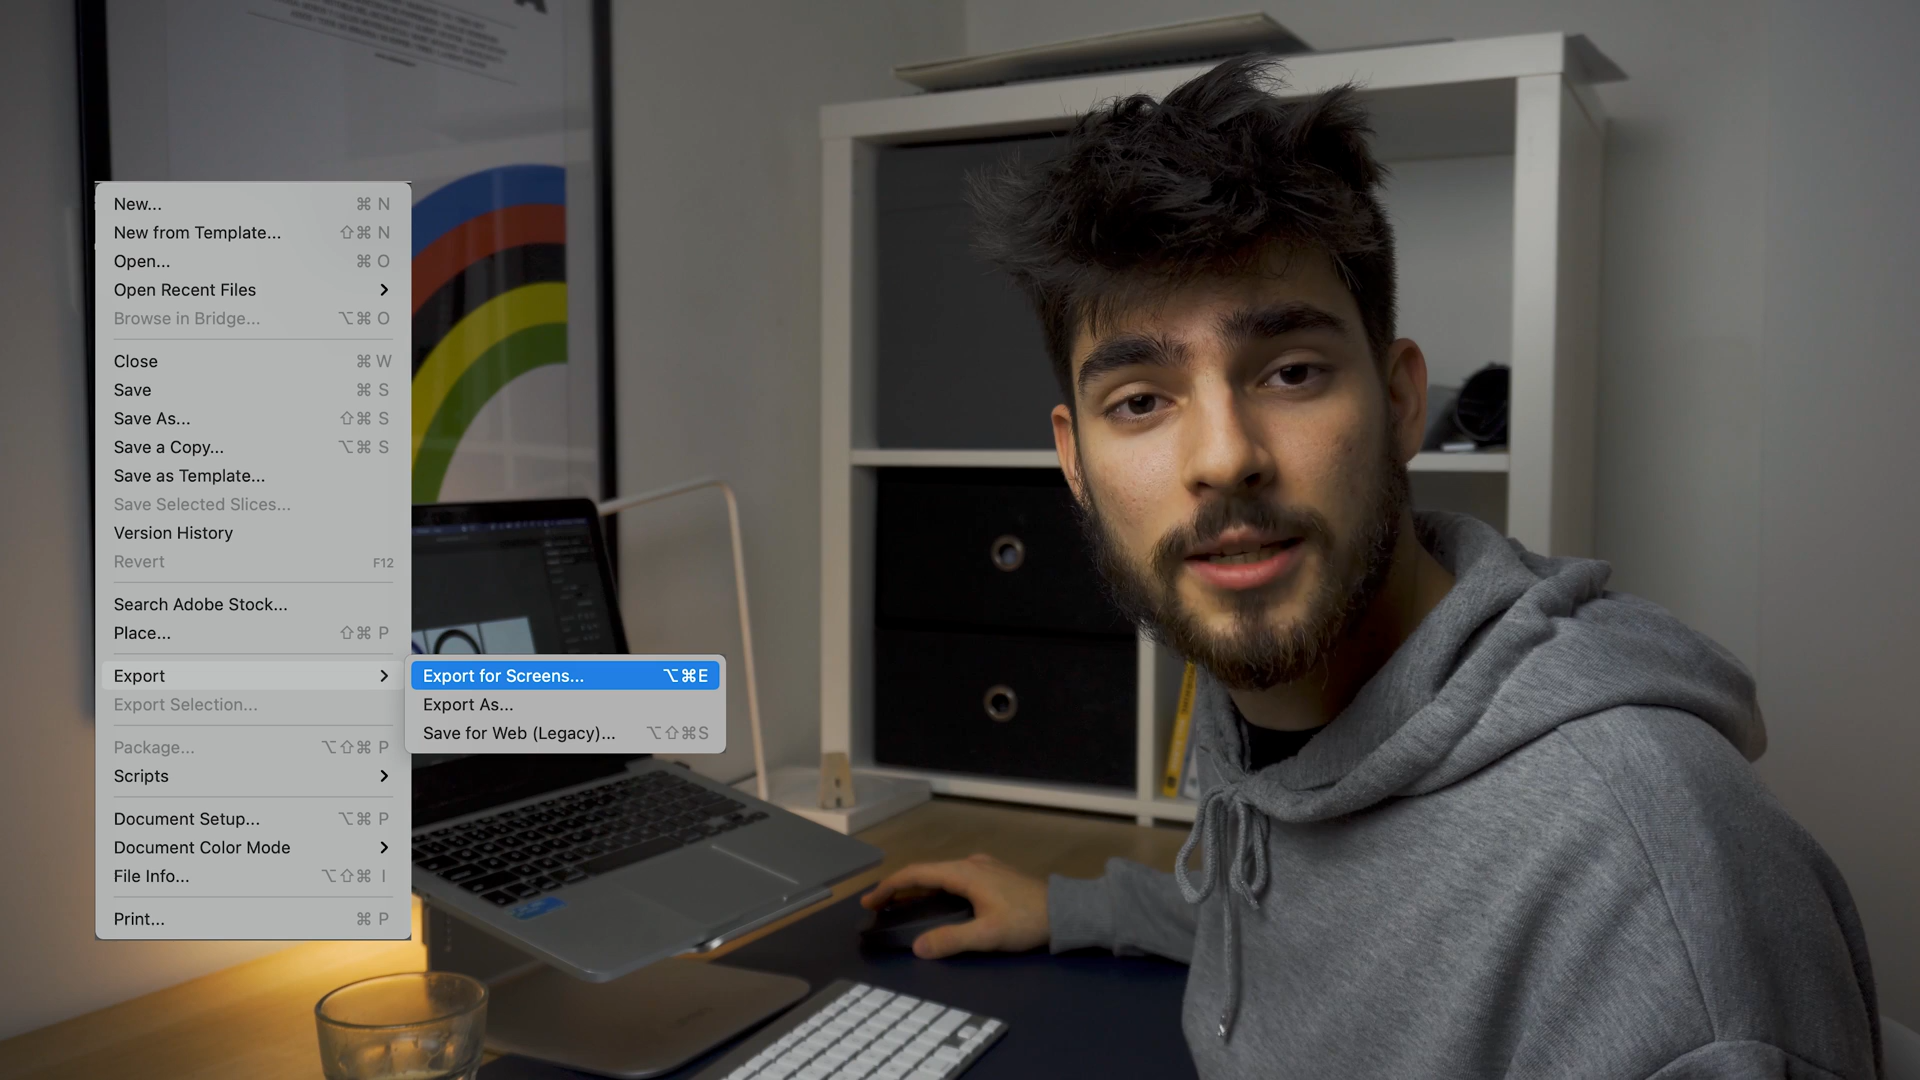 New... ⌘ N
New from Template... ⇧⌘ N
Open... ⌘ O
Open Recent Files >
Browse in Bridge... ⌥⌘ O
Close ⌘ W
Save ⌘ S
Save As... ⇧⌘ S
Save a Copy... ⌥⌘ S
Save as Template...
Save Selected Slices...
Version History
Revert F12
Search Adobe Stock...
Place... ⇧⌘ P
Export >
Export for Screens... ⌥⌘E
Export As...
Save for Web (Legacy)... ⌥⇧⌘S
Export Selection...
Package... ⌥⇧⌘ P
Scripts >
Document Setup... ⌥⌘ P
Document Color Mode >
File Info... ⌥⇧⌘ I
Print... ⌘ P